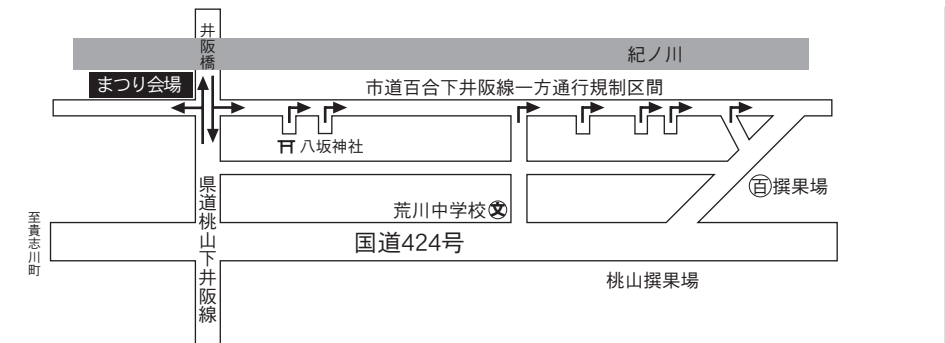 井阪橋
紀ノ川
まつり会場
市道百合下井阪線一方通行規制区間
八坂神社
県道桃山下井阪線
百撰果場
荒川中学校文
至貴志川町
国道424号
桃山撰果場